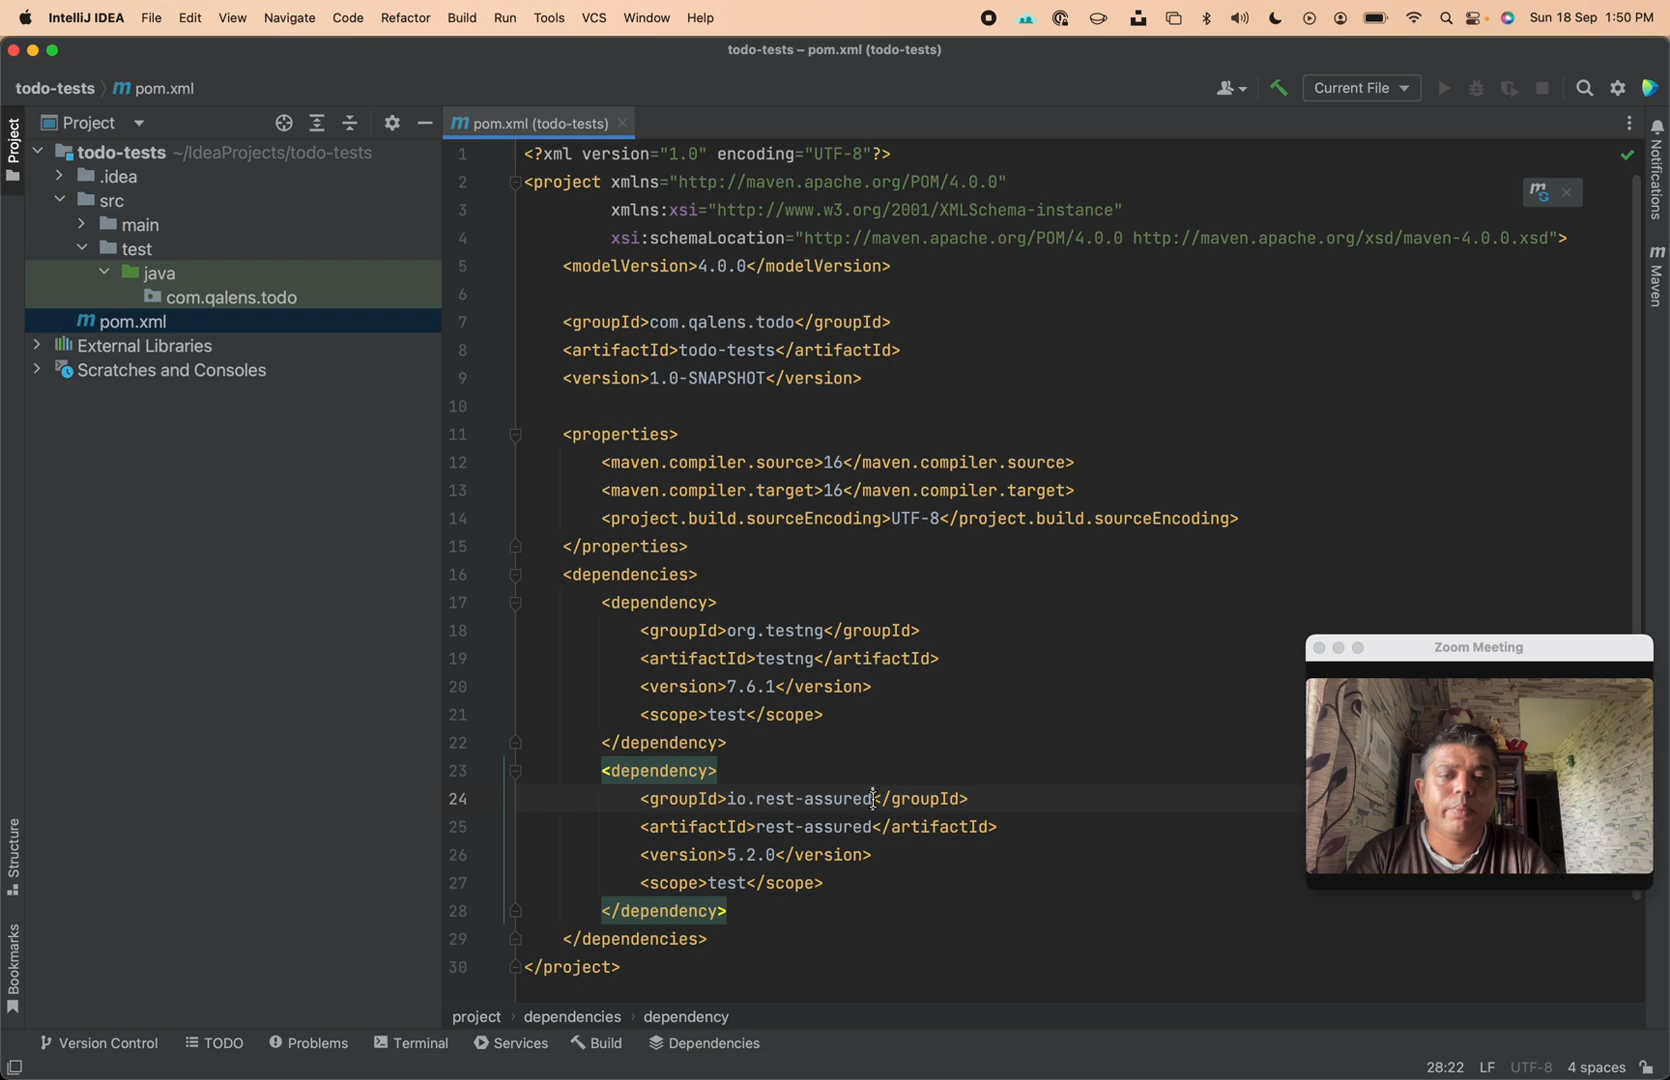 IntelliJ IDEA File Edit View Navigate Code Refactor Build Run Tools VCS Window Help Sun 18 Sep 1:50 PM
todo-tests – pom.xml (todo-tests)
todo-tests pom.xml Current File
Project
Project
pom.xml (todo-tests)
Notifications
Maven
todo-tests ~/IdeaProjects/todo-tests
.idea
src
main
test
java
com.qalens.todo
pom.xml
External Libraries
Scratches and Consoles
1 <?xml version="1.0" encoding="UTF-8"?>
2 <project xmlns="http://maven.apache.org/POM/4.0.0"
3 xmlns:xsi="http://www.w3.org/2001/XMLSchema-instance"
4 xsi:schemaLocation="http://maven.apache.org/POM/4.0.0 http://maven.apache.org/xsd/maven-4.0.0.xsd">
5 <modelVersion>4.0.0</modelVersion>
6
7 <groupId>com.qalens.todo</groupId>
8 <artifactId>todo-tests</artifactId>
9 <version>1.0-SNAPSHOT</version>
10
11 <properties>
12 <maven.compiler.source>16</maven.compiler.source>
13 <maven.compiler.target>16</maven.compiler.target>
14 <project.build.sourceEncoding>UTF-8</project.build.sourceEncoding>
15 </properties>
16 <dependencies>
17 <dependency>
18 <groupId>org.testng</groupId>
19 <artifactId>testng</artifactId>
20 <version>7.6.1</version>
21 <scope>test</scope>
22 </dependency>
23 <dependency>
24 <groupId>io.rest-assured</groupId>
25 <artifactId>rest-assured</artifactId>
26 <version>5.2.0</version>
27 <scope>test</scope>
28 </dependency>
29 </dependencies>
30 </project>
Zoom Meeting
Structure
Bookmarks
project dependencies dependency
Version Control TODO Problems Terminal Services Build Dependencies
28:22 LF UTF-8 4 spaces